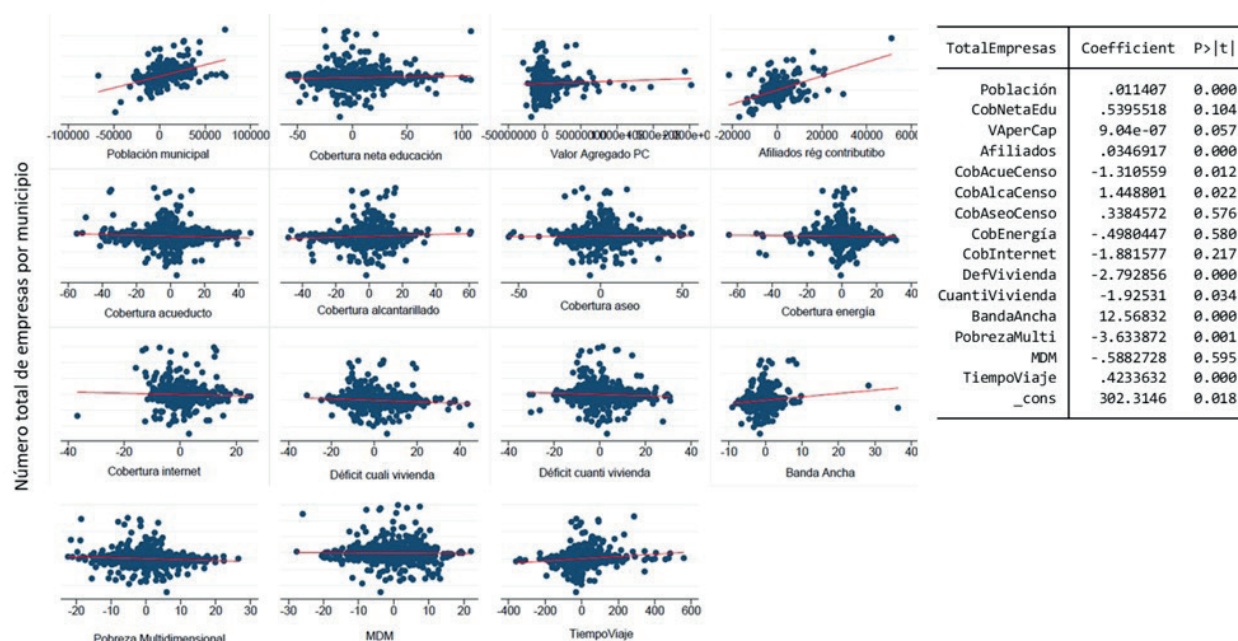 Número total de empresas por municipio
-100000 -50000 0 50000 100000
Población municipal
-50 0 50 100
Cobertura neta educación
Valor Agregado PC
-20000 0 20000 40000 6000
Afiliados rég contributibo
-60 -40 -20 0 20 40
Cobertura acueducto
-40 -20 0 20 40 60
Cobertura alcantarillado
-50 0 50
Cobertura aseo
-60 -40 -20 0 20 40
Cobertura energía
-40 -20 0 20
Cobertura internet
-40 -20 0 20 40
Déficit cuali vivienda
-40 -20 0 20 40
Déficit cuanti vivienda
-10 0 10 20 30 40
Banda Ancha
-20 -10 0 10 20 30
Pobreza Multidimensional
-30 -20 -10 0 10 20
MDM
-400 -200 0 200 400 600
TiempoViaje
TotalEmpresas Coefficient P>|t|
Población .011407 0.000
CobNetaEdu .5395518 0.104
VAperCap 9.04e-07 0.057
Afiliados .0346917 0.000
CobAcueCenso -1.310559 0.012
CobAlcaCenso 1.448801 0.022
CobAseoCenso .3384572 0.576
CobEnergía -.4980447 0.580
CobInternet -1.881577 0.217
DefVivienda -2.792856 0.000
CuantiVivienda -1.92531 0.034
BandaAncha 12.56832 0.000
PobrezaMulti -3.633872 0.001
MDM -.5882728 0.595
TiempoViaje .4233632 0.000
_cons 302.3146 0.018